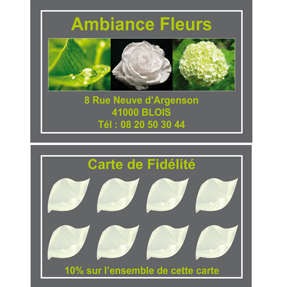 Ambiance Fleurs
8 Rue Neuve d'Argenson
41000 BLOIS
Tél : 08 20 50 30 44
Carte de Fidélité
10% sur l'ensemble de cette carte